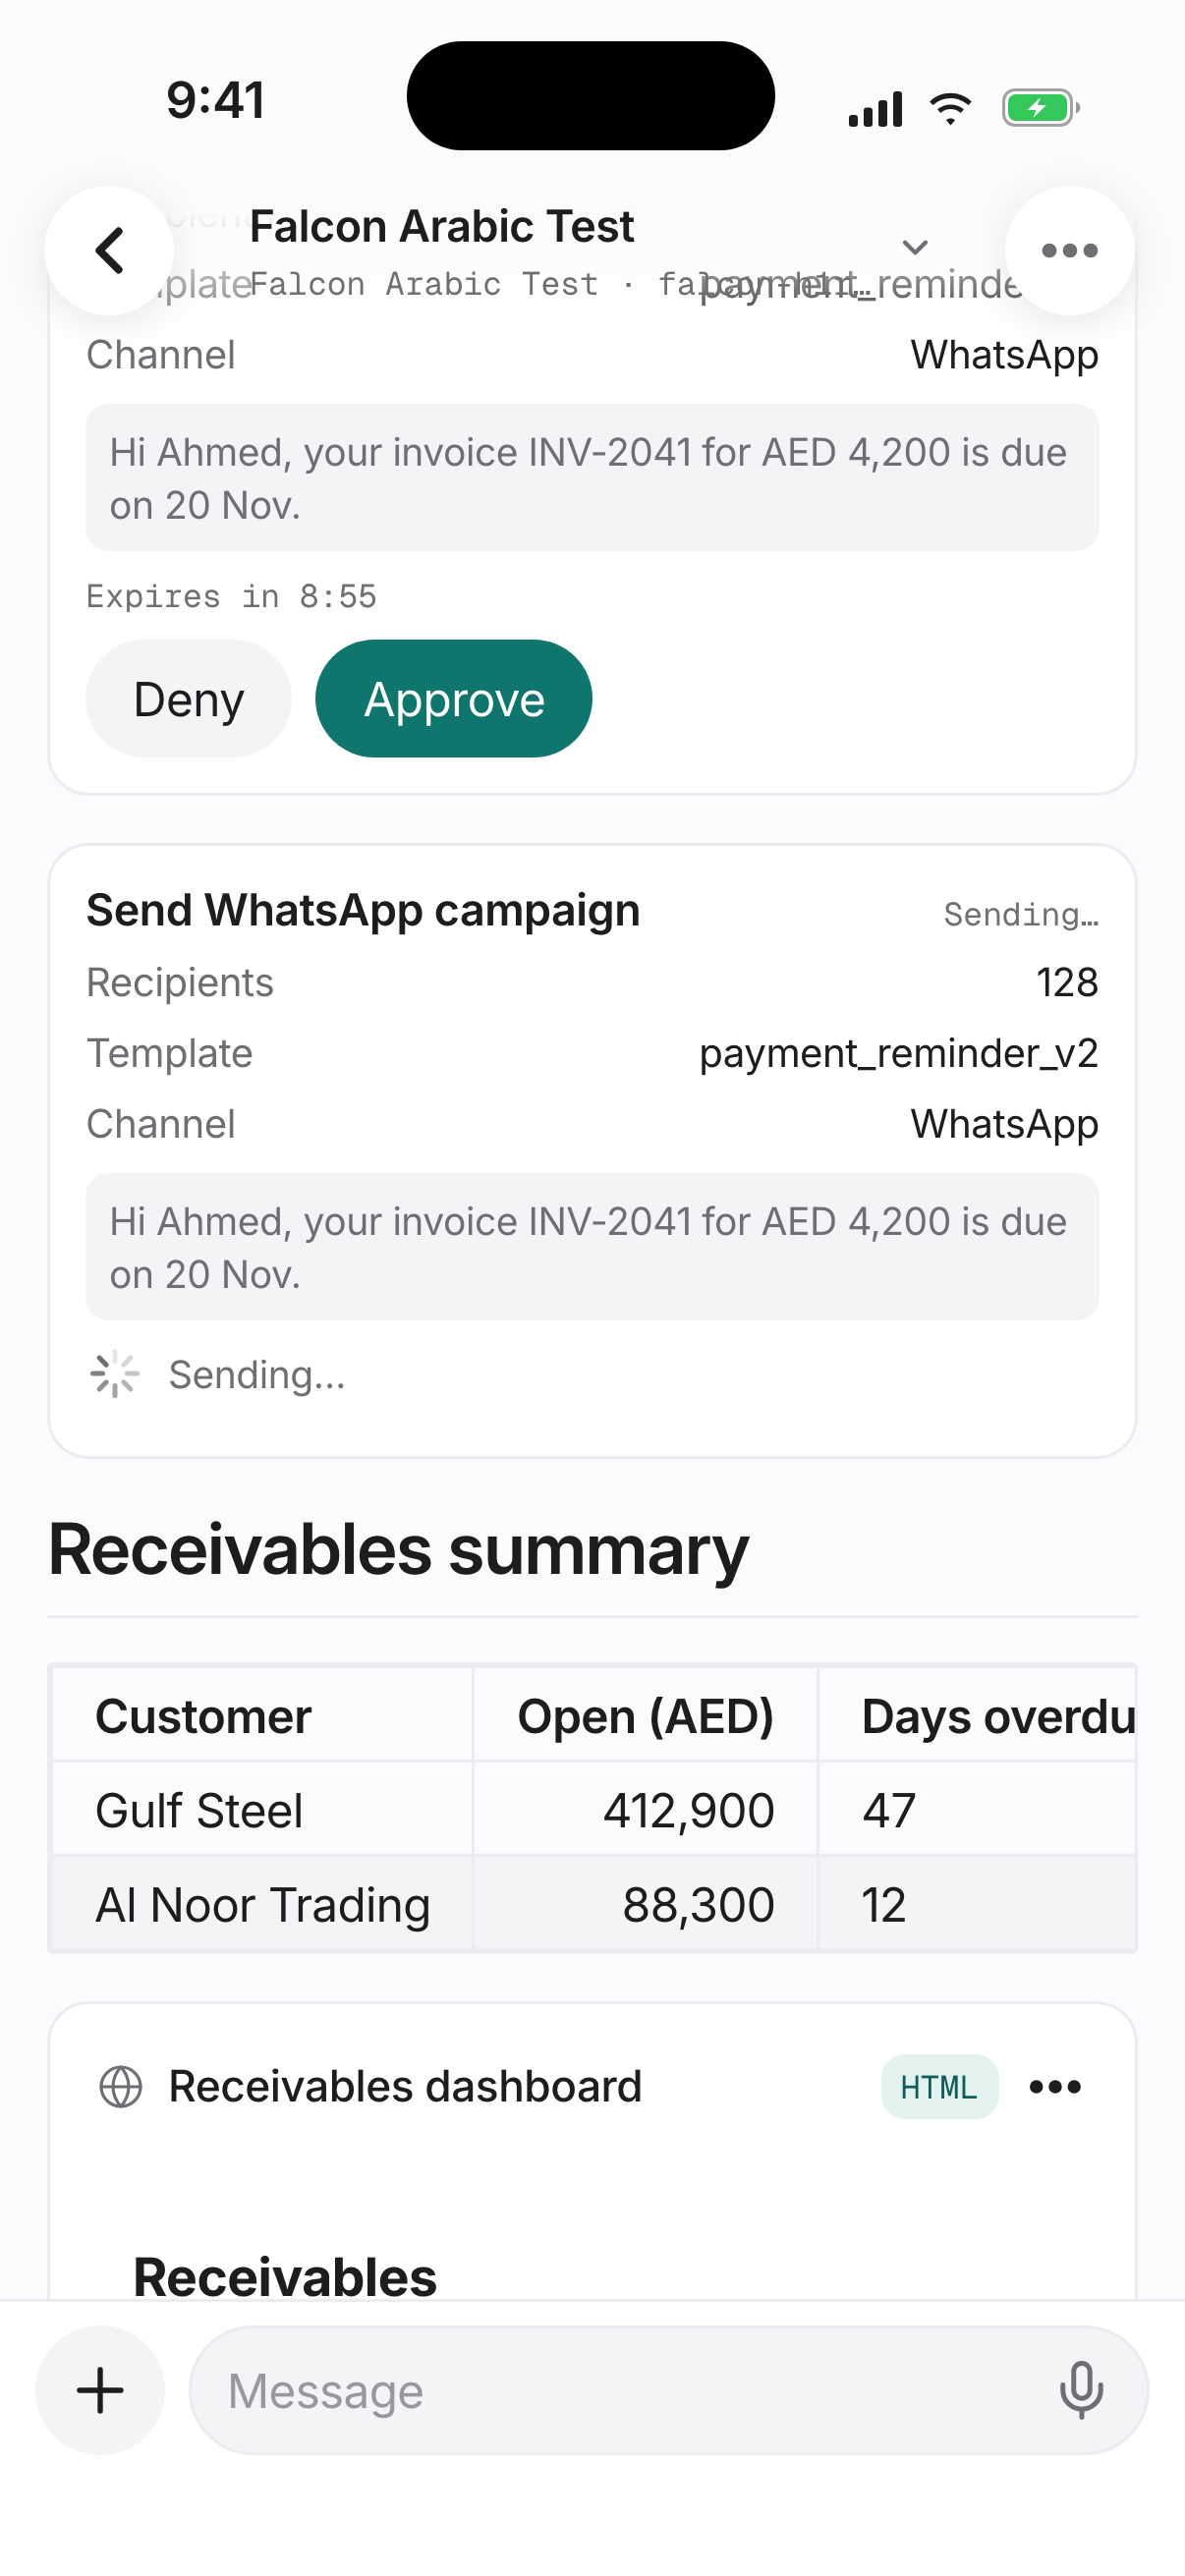 9:41
Falcon Arabic Test
Falcon Arabic Test ·
payment_reminde
Channel
WhatsApp
Hi Ahmed, your invoice INV-2041 for AED 4,200 is due
on 20 Nov.
Expires in 8:55
Deny
Approve
Send WhatsApp campaign
Sending…
Recipients
128
Template
payment_reminder_v2
Channel
WhatsApp
Hi Ahmed, your invoice INV-2041 for AED 4,200 is due
on 20 Nov.
Sending...
Receivables summary
Customer Open (AED) Days overdu
Gulf Steel 412,900 47
Al Noor Trading 88,300 12
Receivables dashboard
HTML
Receivables
Message